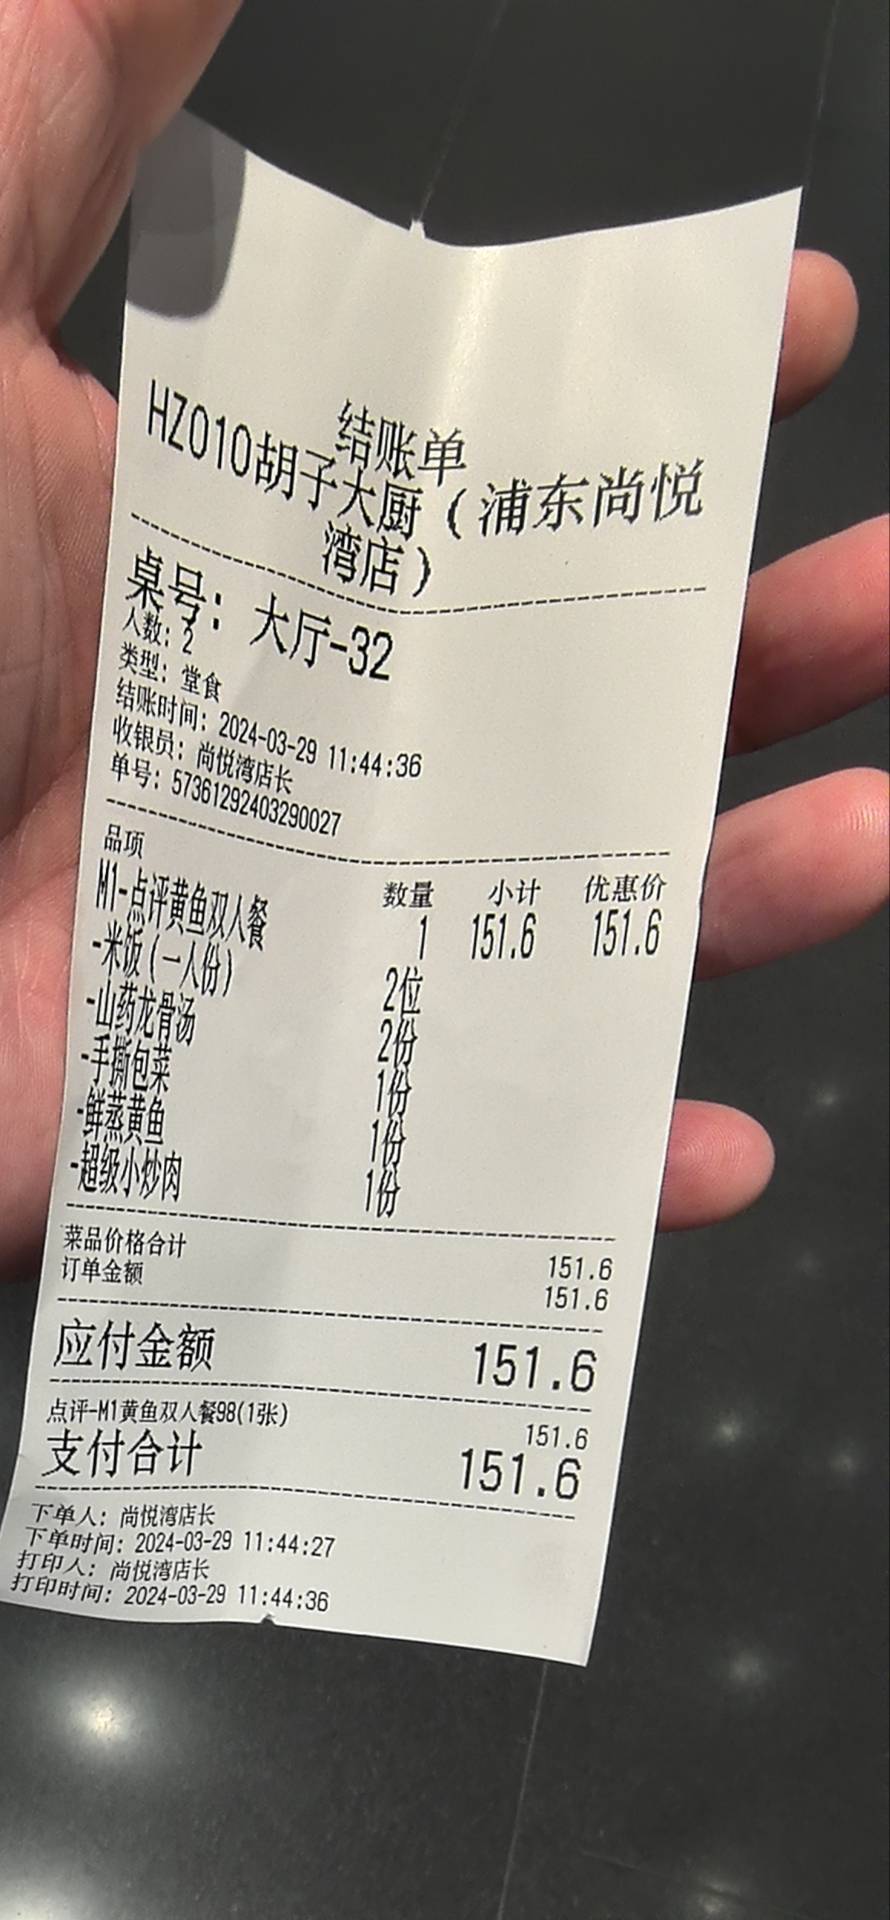 结账单
HZ010胡子大厨（浦东尚悦
湾店）
桌号：大厅-32
人数：2
类型：堂食
结账时间：2024-03-29 11:44:36
收银员：尚悦湾店长
单号：57361292403290027
品项 数量 小计 优惠价
M1-点评黄鱼双人餐 1 151.6 151.6
-米饭（一人份） 2位
-山药龙骨汤 2份
-手撕包菜 1份
-鲜蒸黄鱼 1份
-超级小炒肉 1份
菜品价格合计 151.6
订单金额 151.6
应付金额 151.6
点评-M1黄鱼双人餐98(1张) 151.6
支付合计 151.6
下单人：尚悦湾店长
下单时间：2024-03-29 11:44:27
打印人：尚悦湾店长
打印时间：2024-03-29 11:44:36